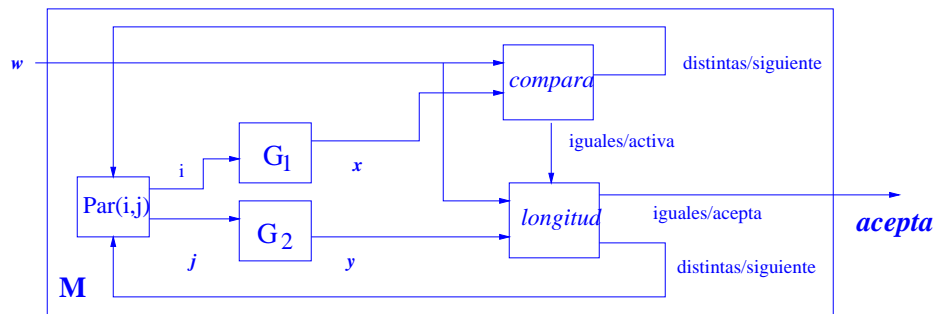 w
compara
distintas/siguiente
iguales/activa
i
G1
x
Par(i,j)
longitud
iguales/acepta
acepta
G2
j
y
distintas/siguiente
M